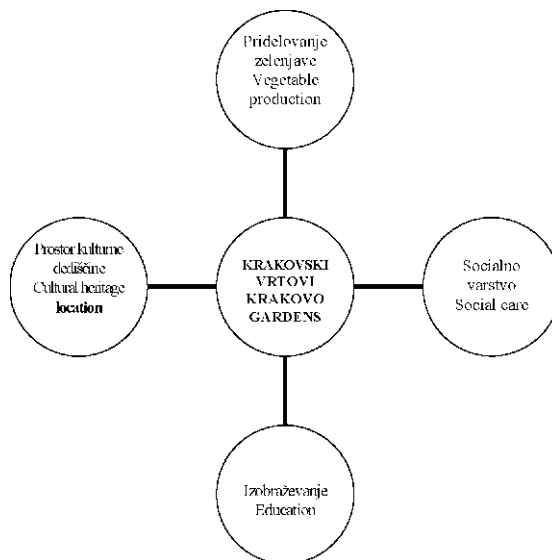 Pridelovanje
zelenjave
Vegetable
production
Prostor kulturne
dediščine
Cultural heritage
location
KRAKOVSKI
VRTOVI
KRAKOVO
GARDENS
Socialno
varstvo
Social care
Izobraževanje
Education